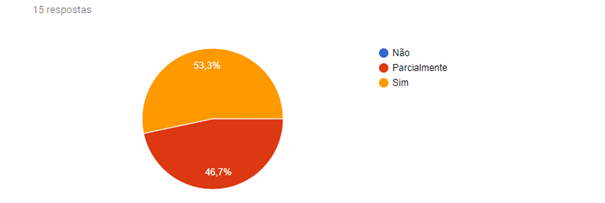 15 respostas
53,3%
46,7%
Não
Parcialmente
Sim